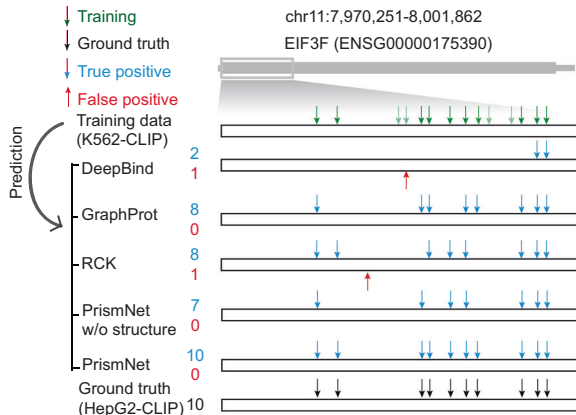 Training
chr11:7,970,251-8,001,862
Ground truth
EIF3F (ENSG00000175390)
True positive
False positive
Training data
(K562-CLIP)
Prediction
2
DeepBind
1
8
GraphProt
0
8
RCK
1
7
PrismNet
w/o structure
0
10
PrismNet
0
Ground truth
(HepG2-CLIP)
10